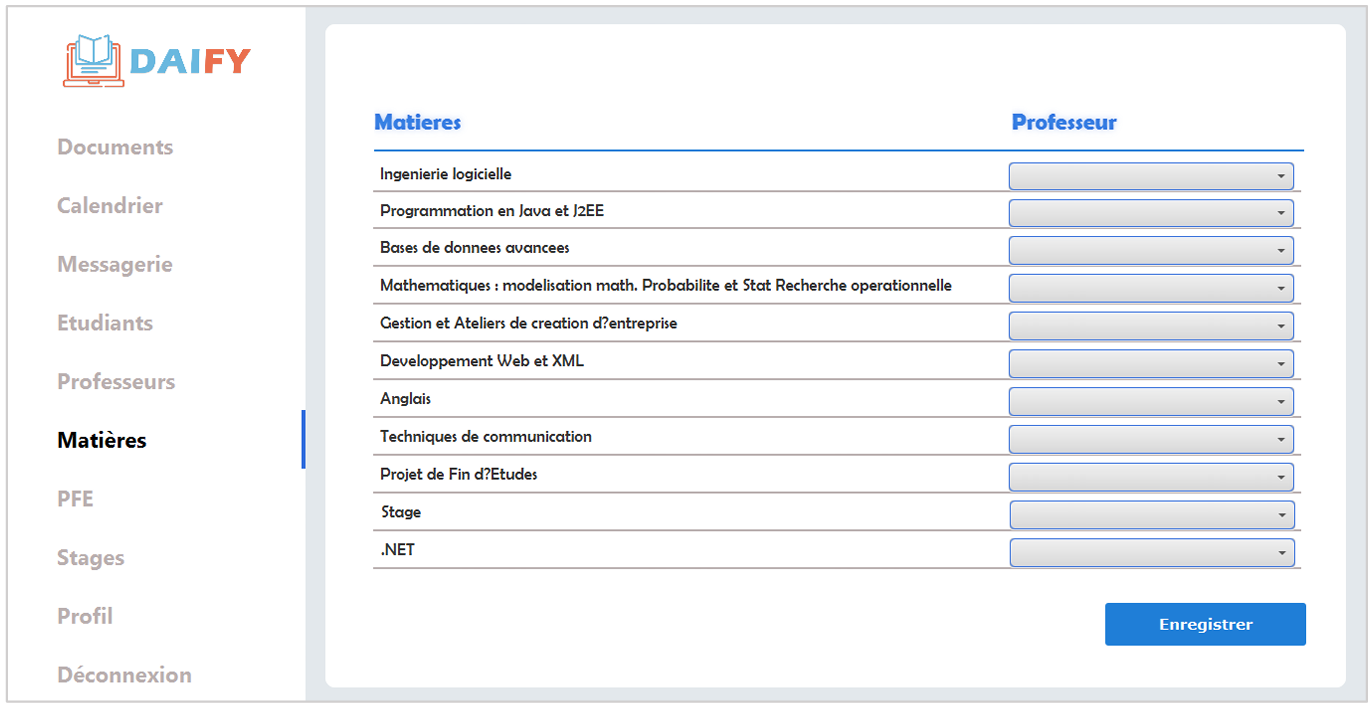 DAIFY
Documents
Calendrier
Messagerie
Etudiants
Professeurs
Matières
PFE
Stages
Profil
Déconnexion
Matieres Professeur
Ingenierie logicielle
Programmation en Java et J2EE
Bases de donnees avancees
Mathematiques : modelisation math. Probabilite et Stat Recherche operationnelle
Gestion et Ateliers de creation d?entreprise
Developpement Web et XML
Anglais
Techniques de communication
Projet de Fin d?Etudes
Stage
.NET
Enregistrer